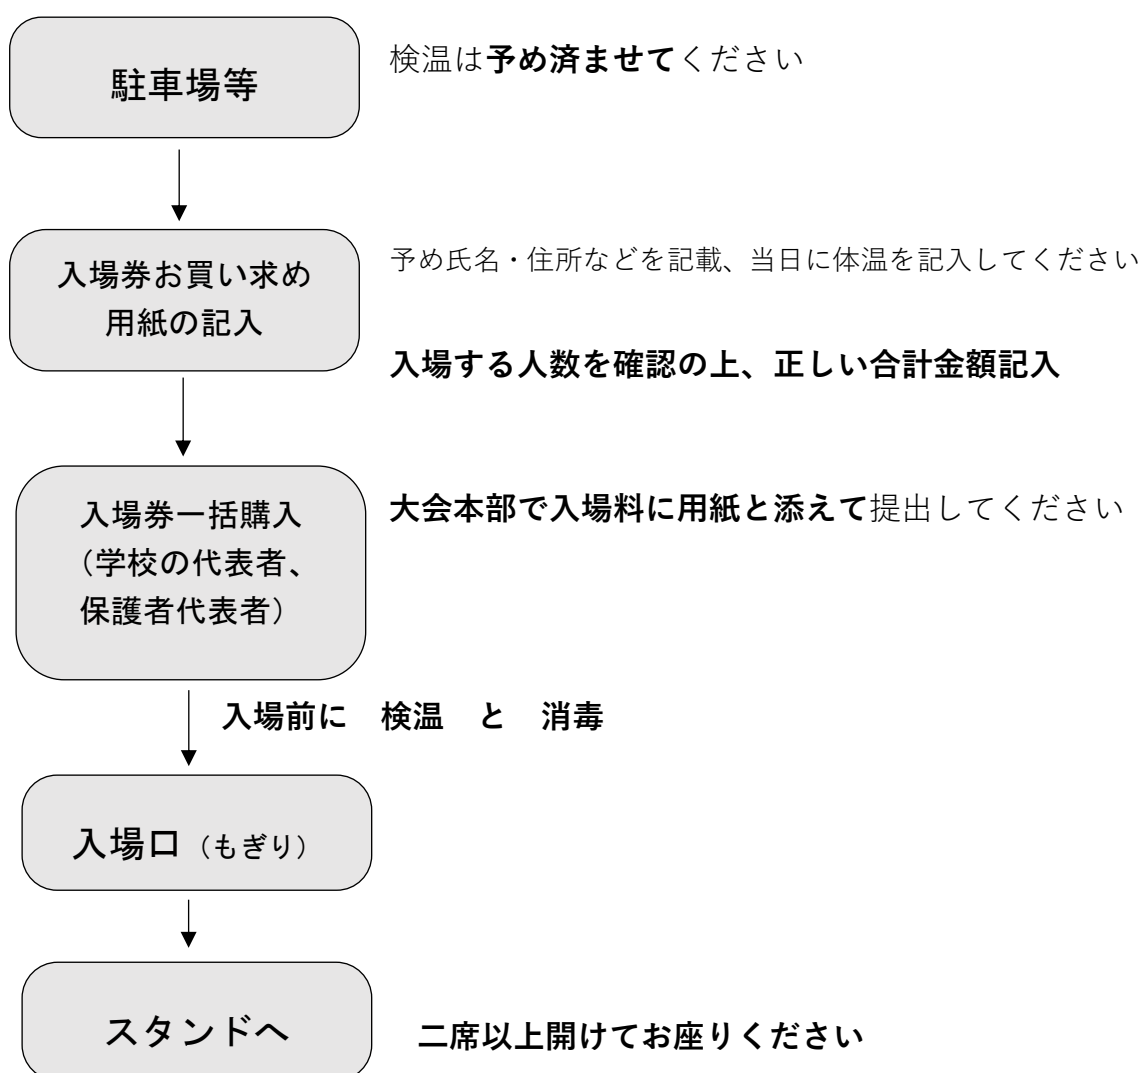 駐車場等
検温は予め済ませてください
入場券お買い求め
用紙の記入
予め氏名・住所などを記載、当日に体温を記入してください
入場する人数を確認の上、正しい合計金額記入
入場券一括購入
（学校の代表者、
保護者代表者）
大会本部で入場料に用紙と添えて提出してください
入場前に　検温　と　消毒
入場口（もぎり）
スタンドへ
二席以上開けてお座りください